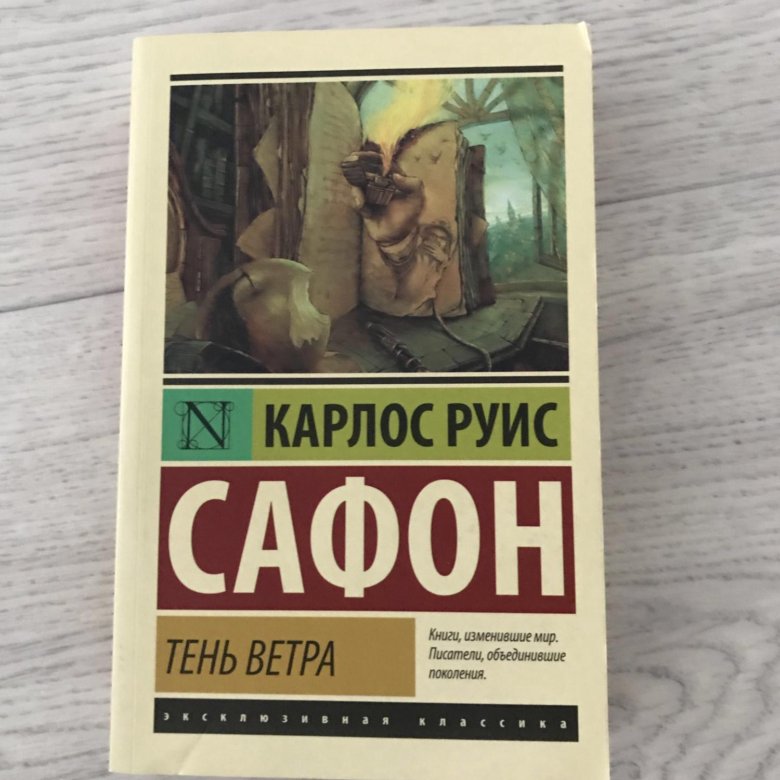 N
КАРЛОС РУИС
САФОН
ТЕНЬ ВЕТРА
Книги, изменившие мир.
Писатели, объединившие
поколения.
эксклюзивная классика